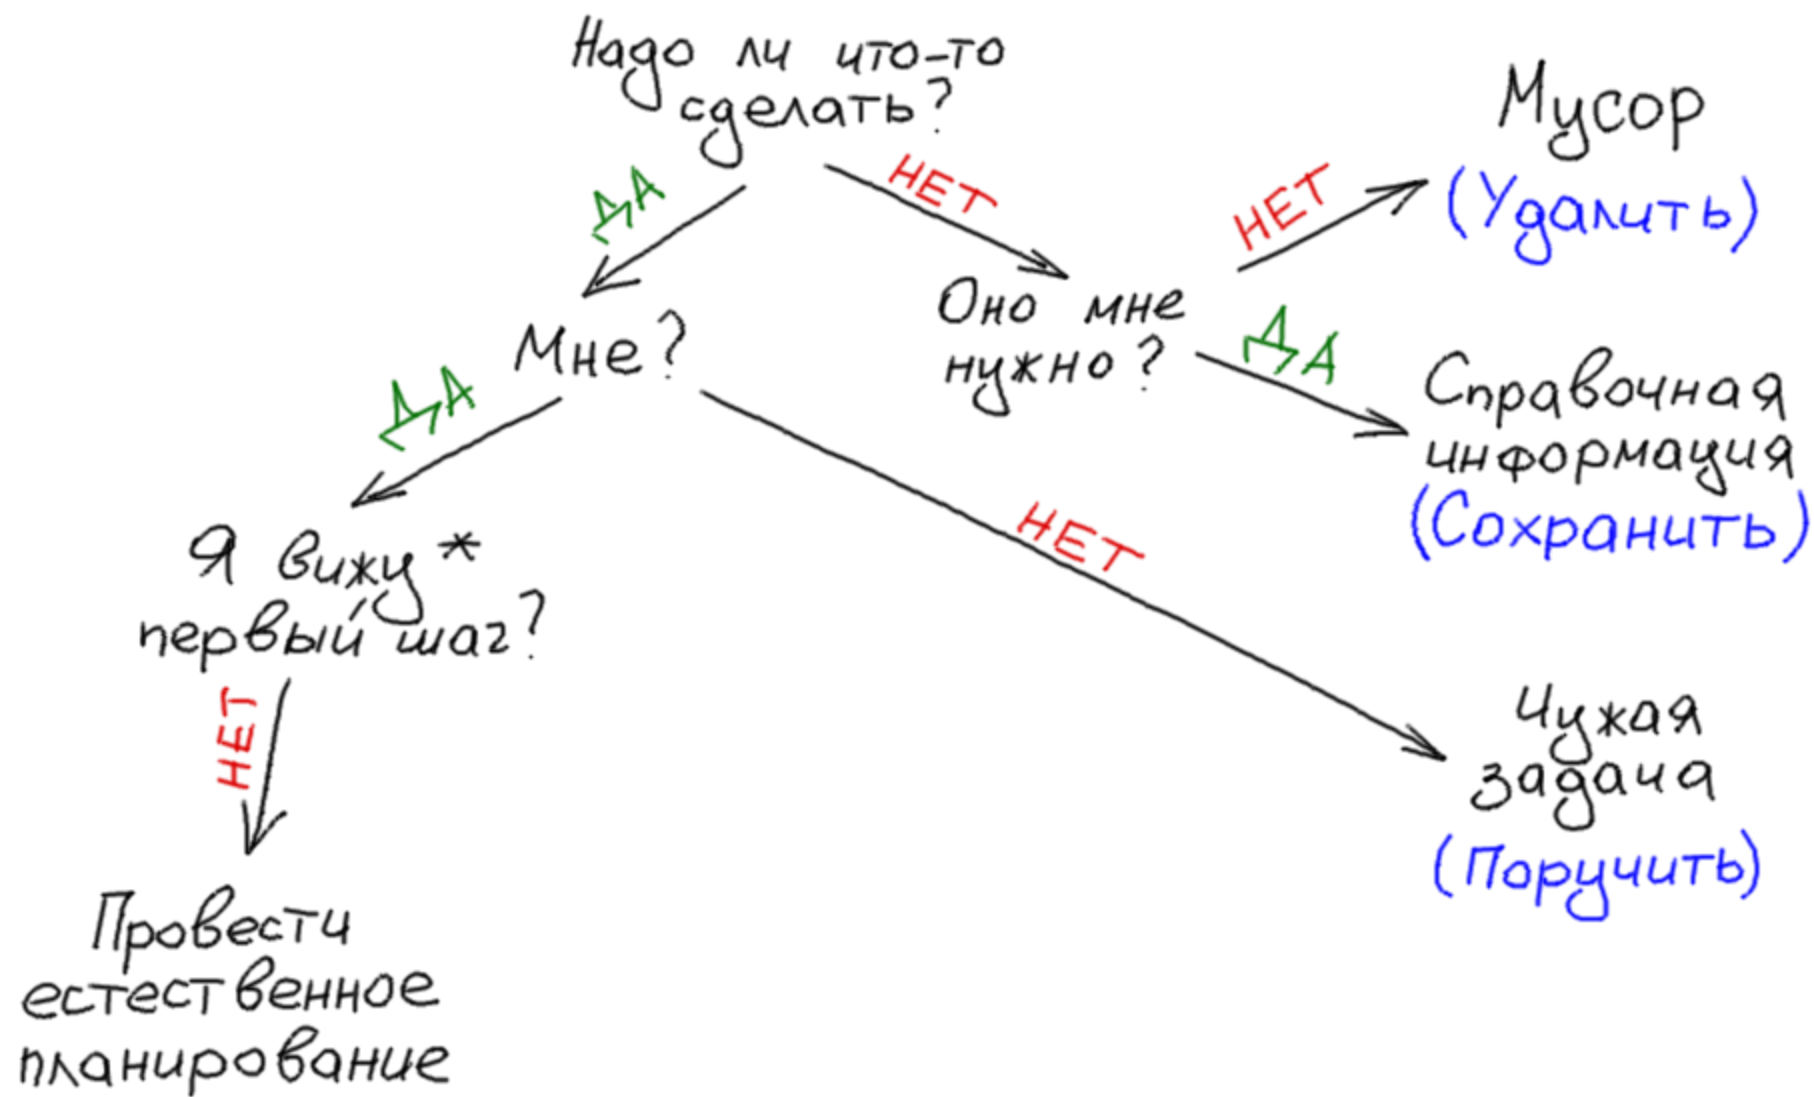 Надо ли что-то
сделать?
ДА
НЕТ
Мне?
Оно мне
нужно?
НЕТ
Мусор
(Удалить)
ДА
Справочная
информация
(Сохранить)
ДА
НЕТ
Я вижу*
первый шаг?
Чужая
задача
(Поручить)
НЕТ
Провести
естественное
планирование